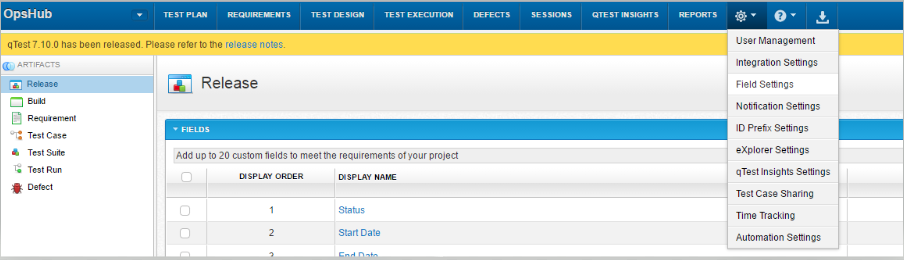 OpsHub TEST PLAN REQUIREMENTS TEST DESIGN TEST EXECUTION DEFECTS SESSIONS QTEST INSIGHTS REPORTS
qTest 7.10.0 has been released. Please refer to the release notes.
ARTIFACTS
Release
Build
Requirement
Test Case
Test Suite
Test Run
Defect
Release
FIELDS
Add up to 20 custom fields to meet the requirements of your project
DISPLAY ORDER DISPLAY NAME
1 Status
2 Start Date
3 End Date
User Management
Integration Settings
Field Settings
Notification Settings
ID Prefix Settings
eXplorer Settings
qTest Insights Settings
Test Case Sharing
Time Tracking
Automation Settings